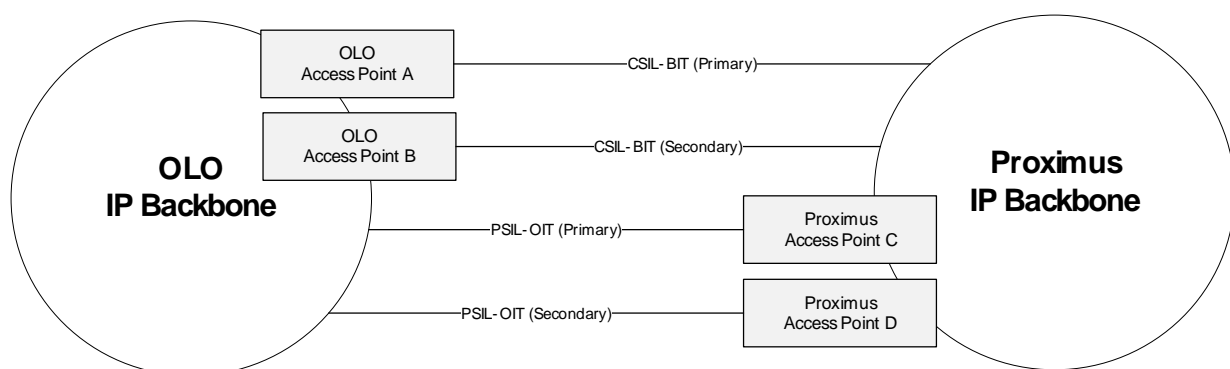 OLO
Access Point A
CSIL-BIT (Primary)
OLO
Access Point B
CSIL-BIT (Secondary)
OLO
IP Backbone
Proximus
IP Backbone
PSIL-OIT (Primary)
Proximus
Access Point C
PSIL-OIT (Secondary)
Proximus
Access Point D